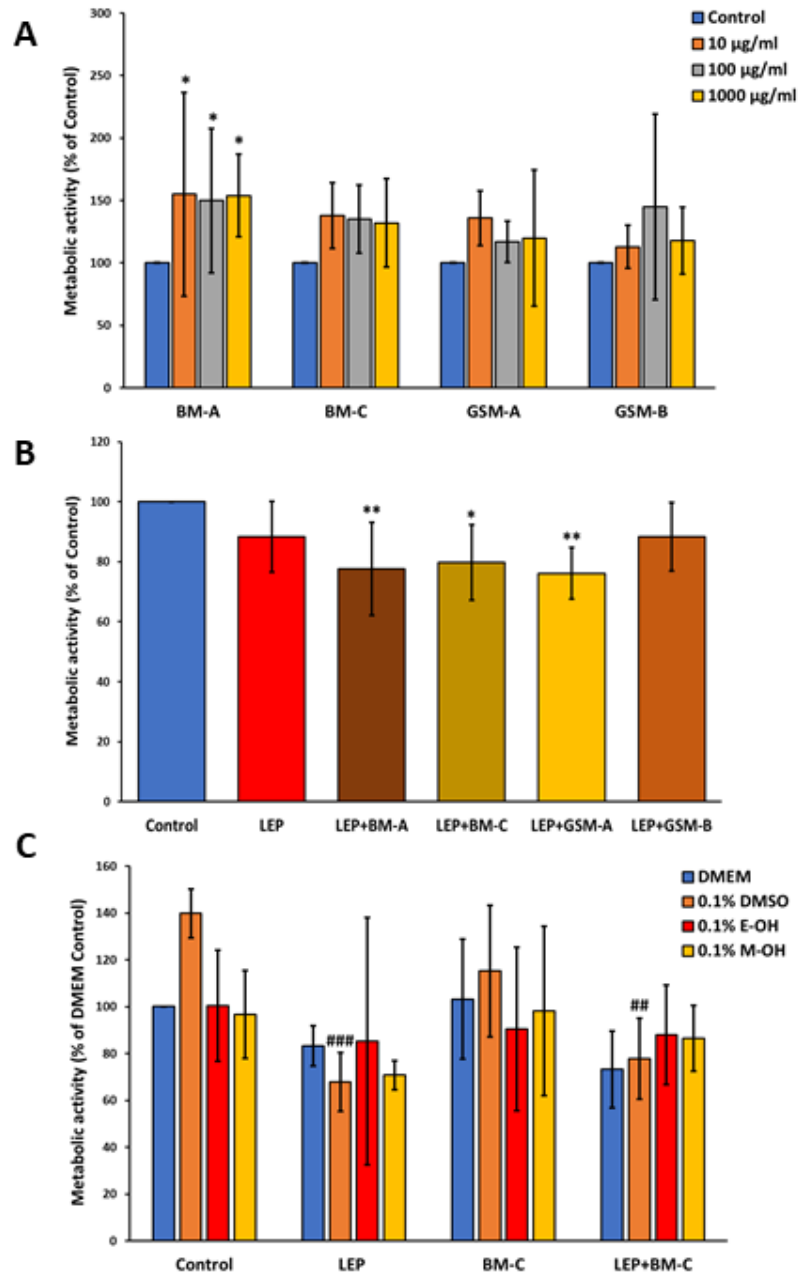 A
Metabolic activity (% of Control)
300
250
200
150
100
50
0
Control
10 µg/ml
100 µg/ml
1000 µg/ml
*
*
*
BM-A BM-C GSM-A GSM-B
B
Metabolic activity (% of Control)
120
100
80
60
40
20
0
**
*
**
Control LEP LEP+BM-A LEP+BM-C LEP+GSM-A LEP+GSM-B
C
Metabolic activity (% of DMEM Control)
160
140
120
100
80
60
40
20
0
DMEM
0.1% DMSO
0.1% E-OH
0.1% M-OH
###
##
Control LEP BM-C LEP+BM-C